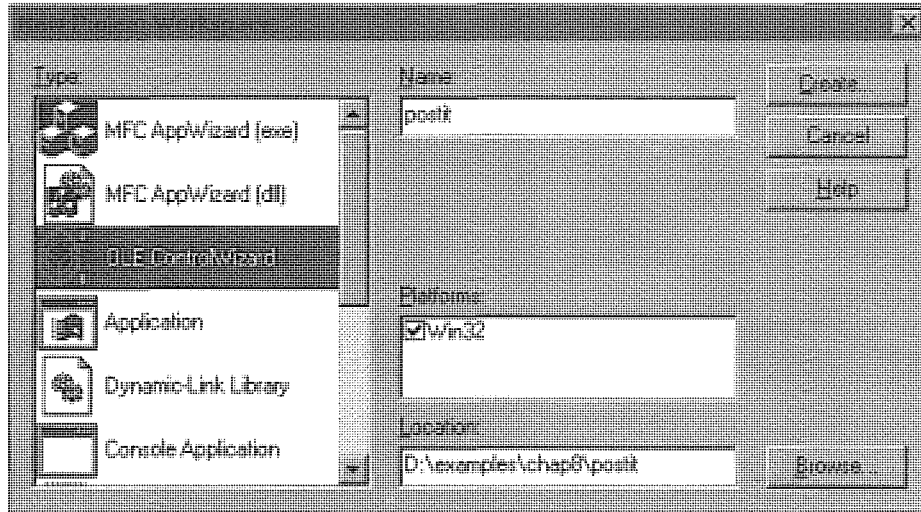 Type:
MFC AppWizard (exe)
MFC AppWizard (dll)
OLE ControlWizard
Application
Dynamic-Link Library
Console Application
Name:
postit
Platforms:
Win32
Location:
D:\examples\chap8\postit
Create...
Cancel
Help
Browse...